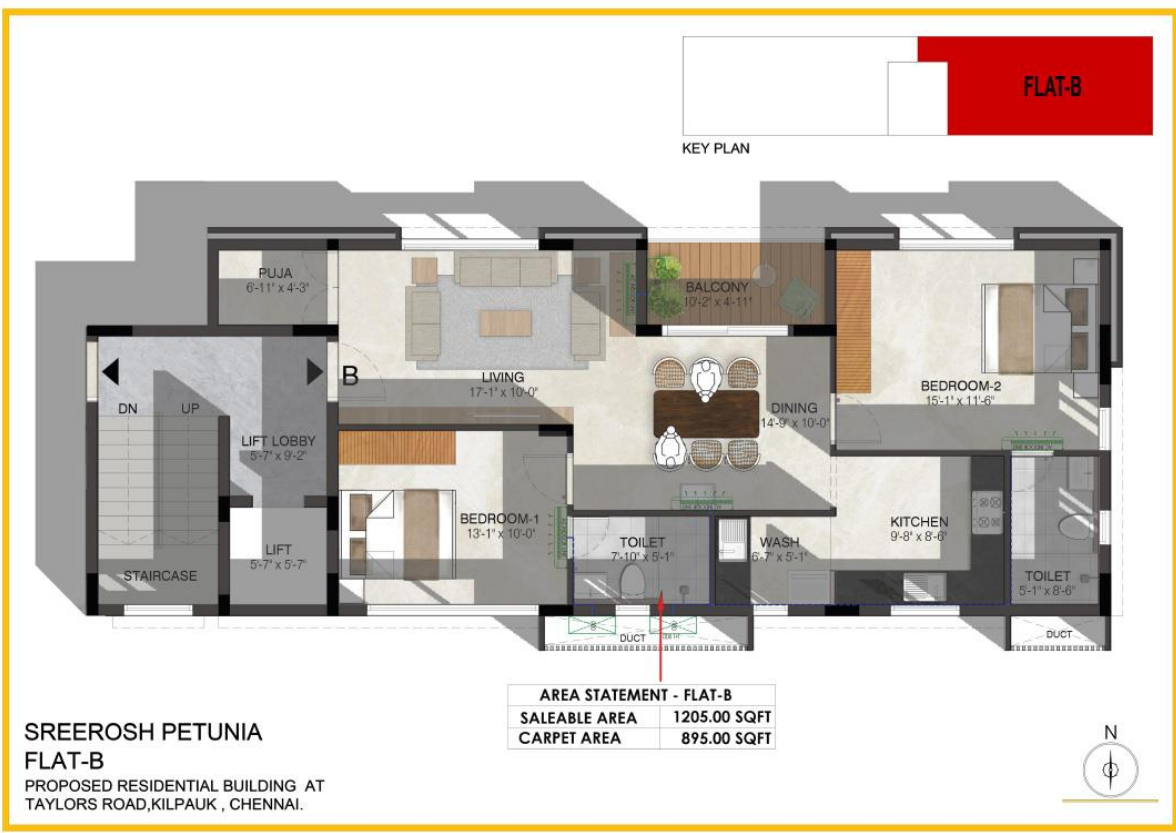 FLAT-B
KEY PLAN
PUJA
6'-11" x 4'-3"
BALCONY
10'-2" x 4'-11"
B
LIVING
17'-1" x 10'-0"
DINING
14'-9" x 10'-0"
BEDROOM-2
15'-1" x 11'-6"
DN
UP
LIFT LOBBY
5'-7" x 9'-2"
BEDROOM-1
13'-1" x 10'-0"
TOILET
7'-10" x 5'-1"
WASH
6'-7" x 5'-1"
KITCHEN
9'-8" x 8'-6"
LIFT
5'-7" x 5'-7"
STAIRCASE
TOILET
5'-1" x 8'-6"
DUCT
DUCT
AREA STATEMENT - FLAT-B
SALEABLE AREA 1205.00 SQFT
CARPET AREA 895.00 SQFT
SREEROSH PETUNIA
FLAT-B
PROPOSED RESIDENTIAL BUILDING AT
TAYLORS ROAD,KILPAUK , CHENNAI.
N